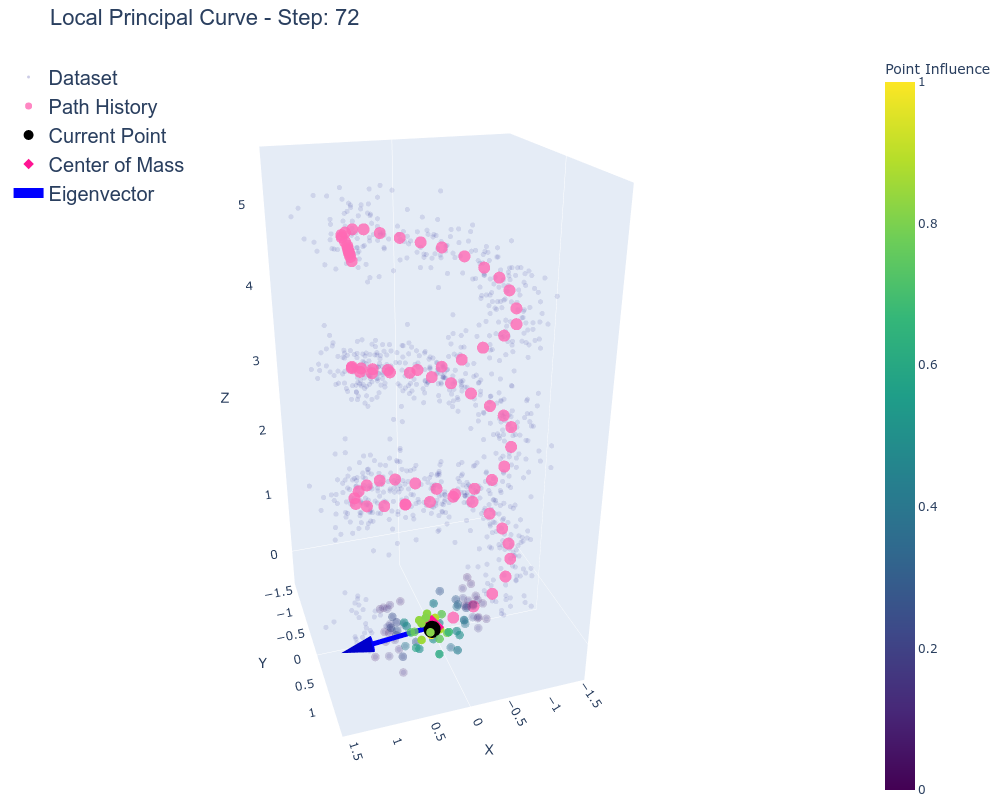 Local Principal Curve - Step: 72
Dataset
Path History
Current Point
Center of Mass
Eigenvector
Point Influence
1
0.8
0.6
0.4
0.2
0
5
4
3
2
1
0
Z
−1.5
−1
−0.5
0
0.5
1
Y
1.5
1
0.5
0
−0.5
−1
−1.5
X